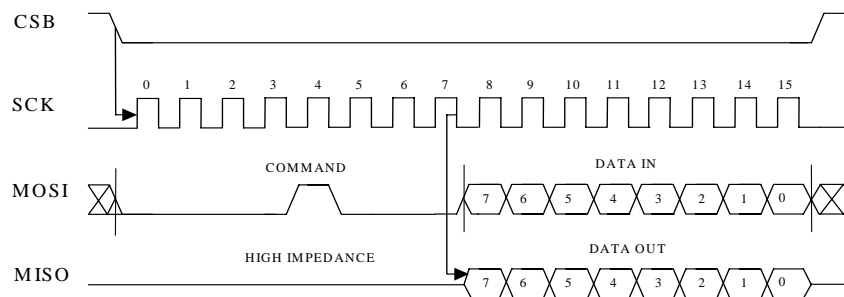 CSB
0 1 2 3 4 5 6 7 8 9 10 11 12 13 14 15
SCK
COMMAND DATA IN
MOSI 7 6 5 4 3 2 1 0
HIGH IMPEDANCE DATA OUT
MISO 7 6 5 4 3 2 1 0